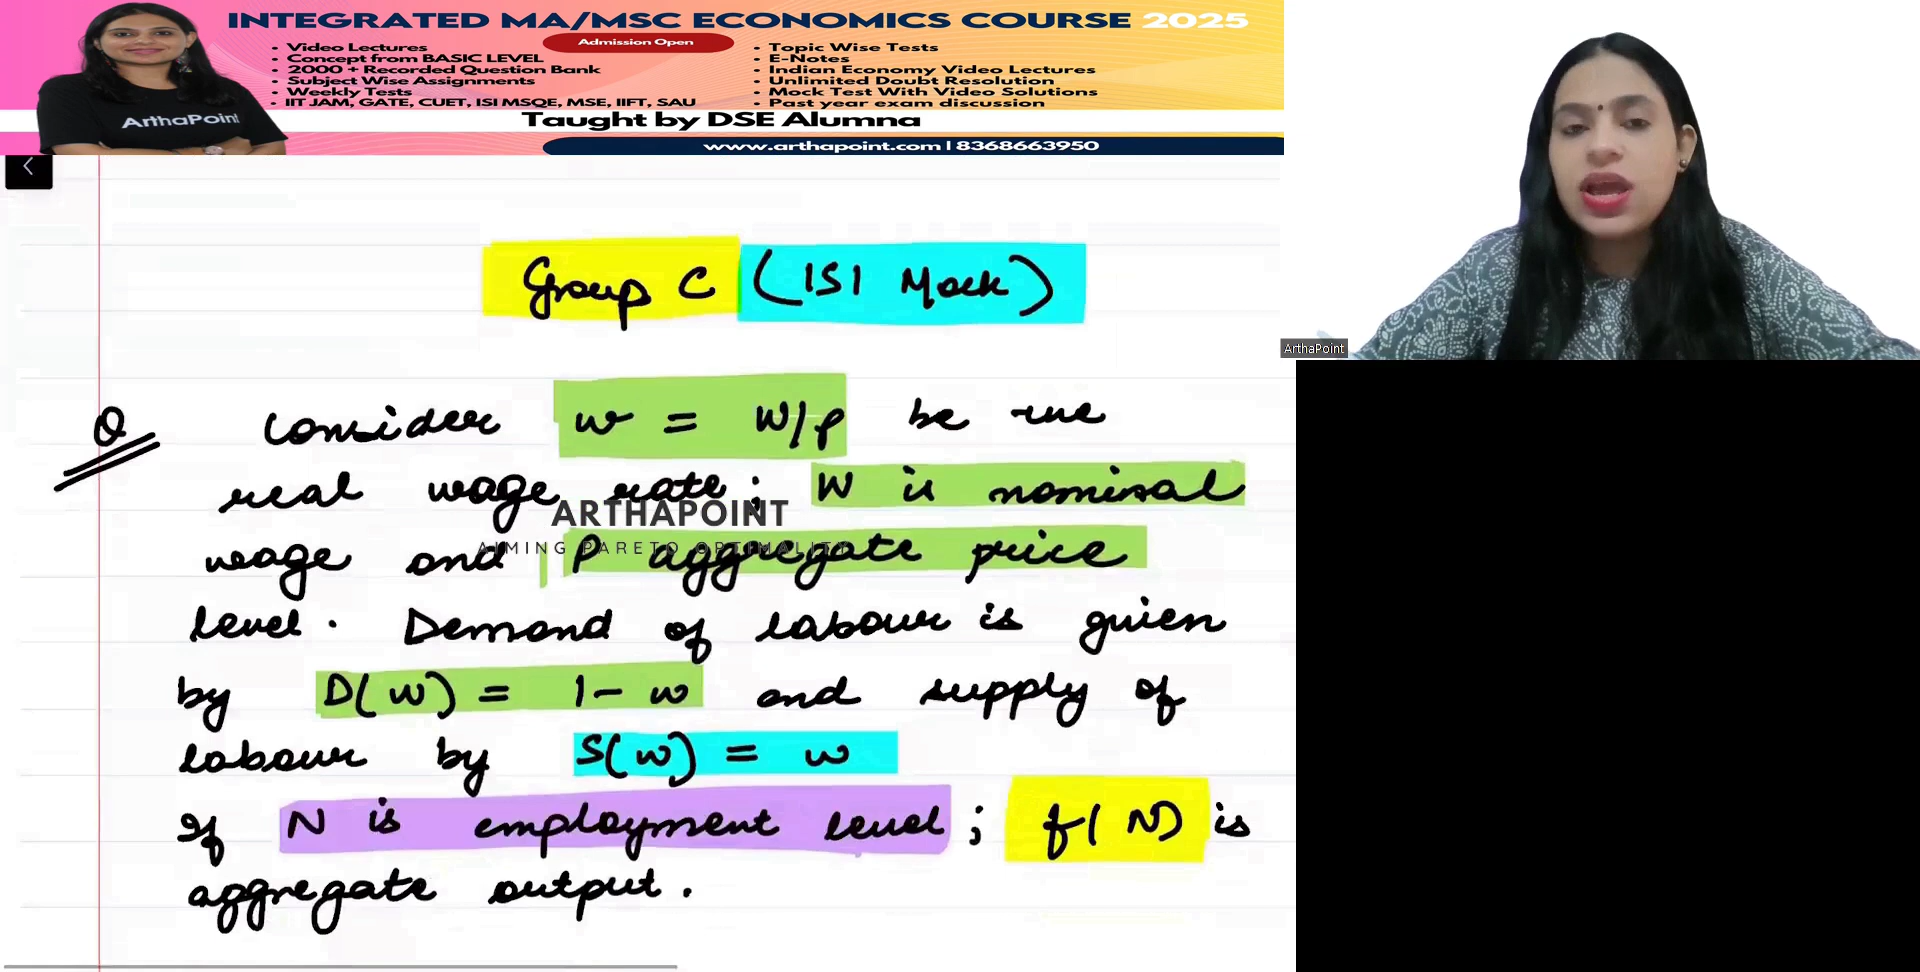 INTEGRATED MA/MSC ECONOMICS COURSE 2025
Admission Open
• Video Lectures
• Concept from BASIC LEVEL
• 2000 + Recorded Question Bank
• Subject Wise Assignments
• Weekly Tests
• IIT JAM, GATE, CUET, ISI MSQE, MSE, IIFT, SAU
• Topic Wise Tests
• E-Notes
• Indian Economy Video Lectures
• Unlimited Doubt Resolution
• Mock Test With Video Solutions
• Past year exam discussion
ArthaPoint
Taught by DSE Alumna
www.arthapoint.com | 8368663950
ArthaPoint
Group C (ISI Mock)
Q Consider w = W/P be the
real wage rate; W is nominal
ARTHAPOINT
AIMING PARETO OPTIMALITY
wage and P aggregate price
level. Demand of labour is given
by D(w) = 1 - w and supply of
labour by S(w) = w
If N is employment level; f(N) is
aggregate output.